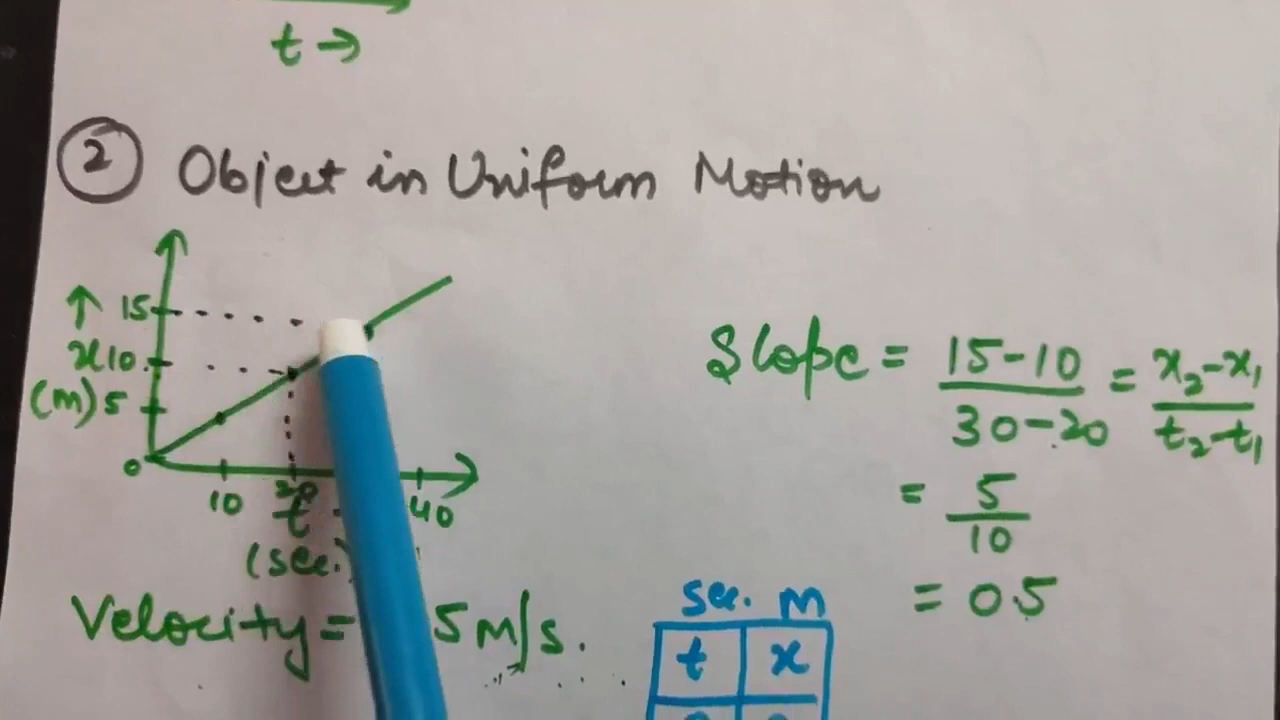 t →
② Object in Uniform Motion
↑ 15
x 10
(m) 5
0
10 20 40
t
(sec.)
Slope = 15-10 / 30-20 = x₂-x₁ / t₂-t₁
= 5 / 10
= 0.5
Velocity = 5 m/s.
sec. m
t x